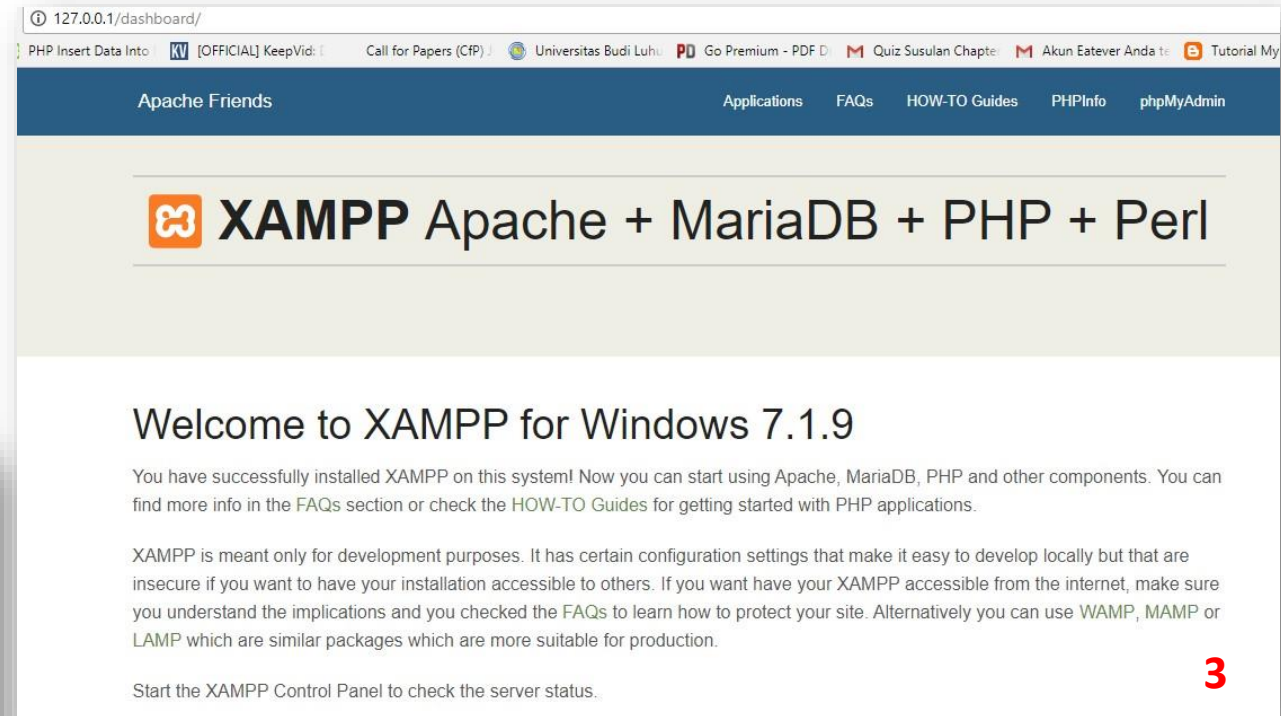 127.0.0.1/dashboard/
PHP Insert Data Into KV [OFFICIAL] KeepVid: Call for Papers (CfP) Universitas Budi Luhu PD Go Premium - PDF D Quiz Susulan Chapte Akun Eatever Anda te Tutorial My
Apache Friends Applications FAQs HOW-TO Guides PHPInfo phpMyAdmin
XAMPP Apache + MariaDB + PHP + Perl
Welcome to XAMPP for Windows 7.1.9
You have successfully installed XAMPP on this system! Now you can start using Apache, MariaDB, PHP and other components. You can
find more info in the FAQs section or check the HOW-TO Guides for getting started with PHP applications.
XAMPP is meant only for development purposes. It has certain configuration settings that make it easy to develop locally but that are
insecure if you want to have your installation accessible to others. If you want have your XAMPP accessible from the internet, make sure
you understand the implications and you checked the FAQs to learn how to protect your site. Alternatively you can use WAMP, MAMP or
LAMP which are similar packages which are more suitable for production.
Start the XAMPP Control Panel to check the server status.
3